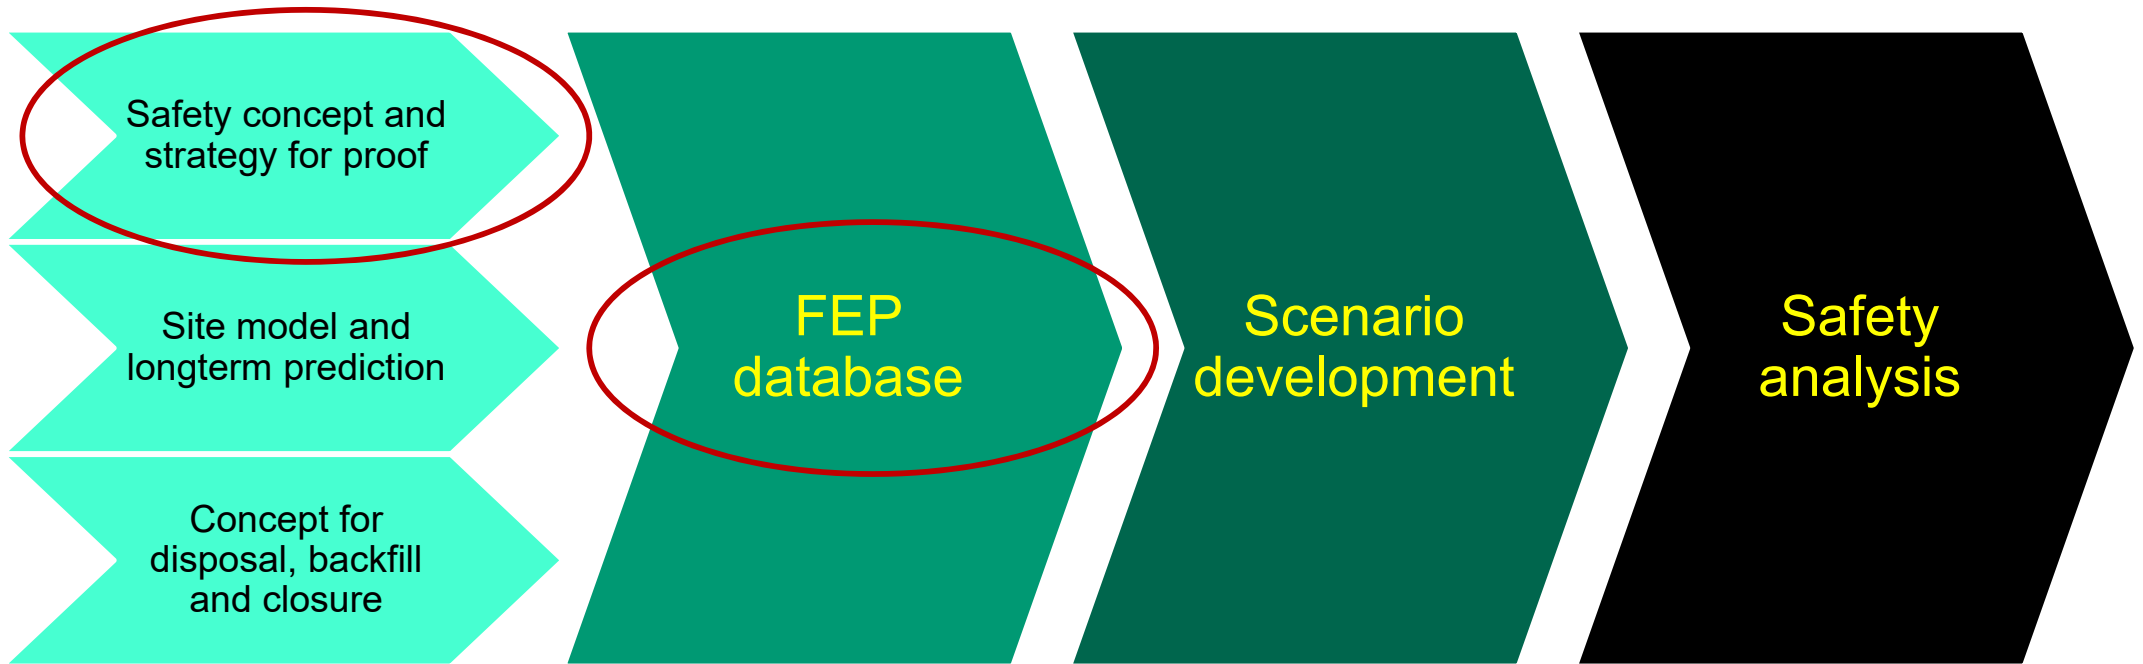 Safety concept and
strategy for proof
Site model and
longterm prediction
Concept for
disposal, backfill
and closure
FEP
database
Scenario
development
Safety
analysis